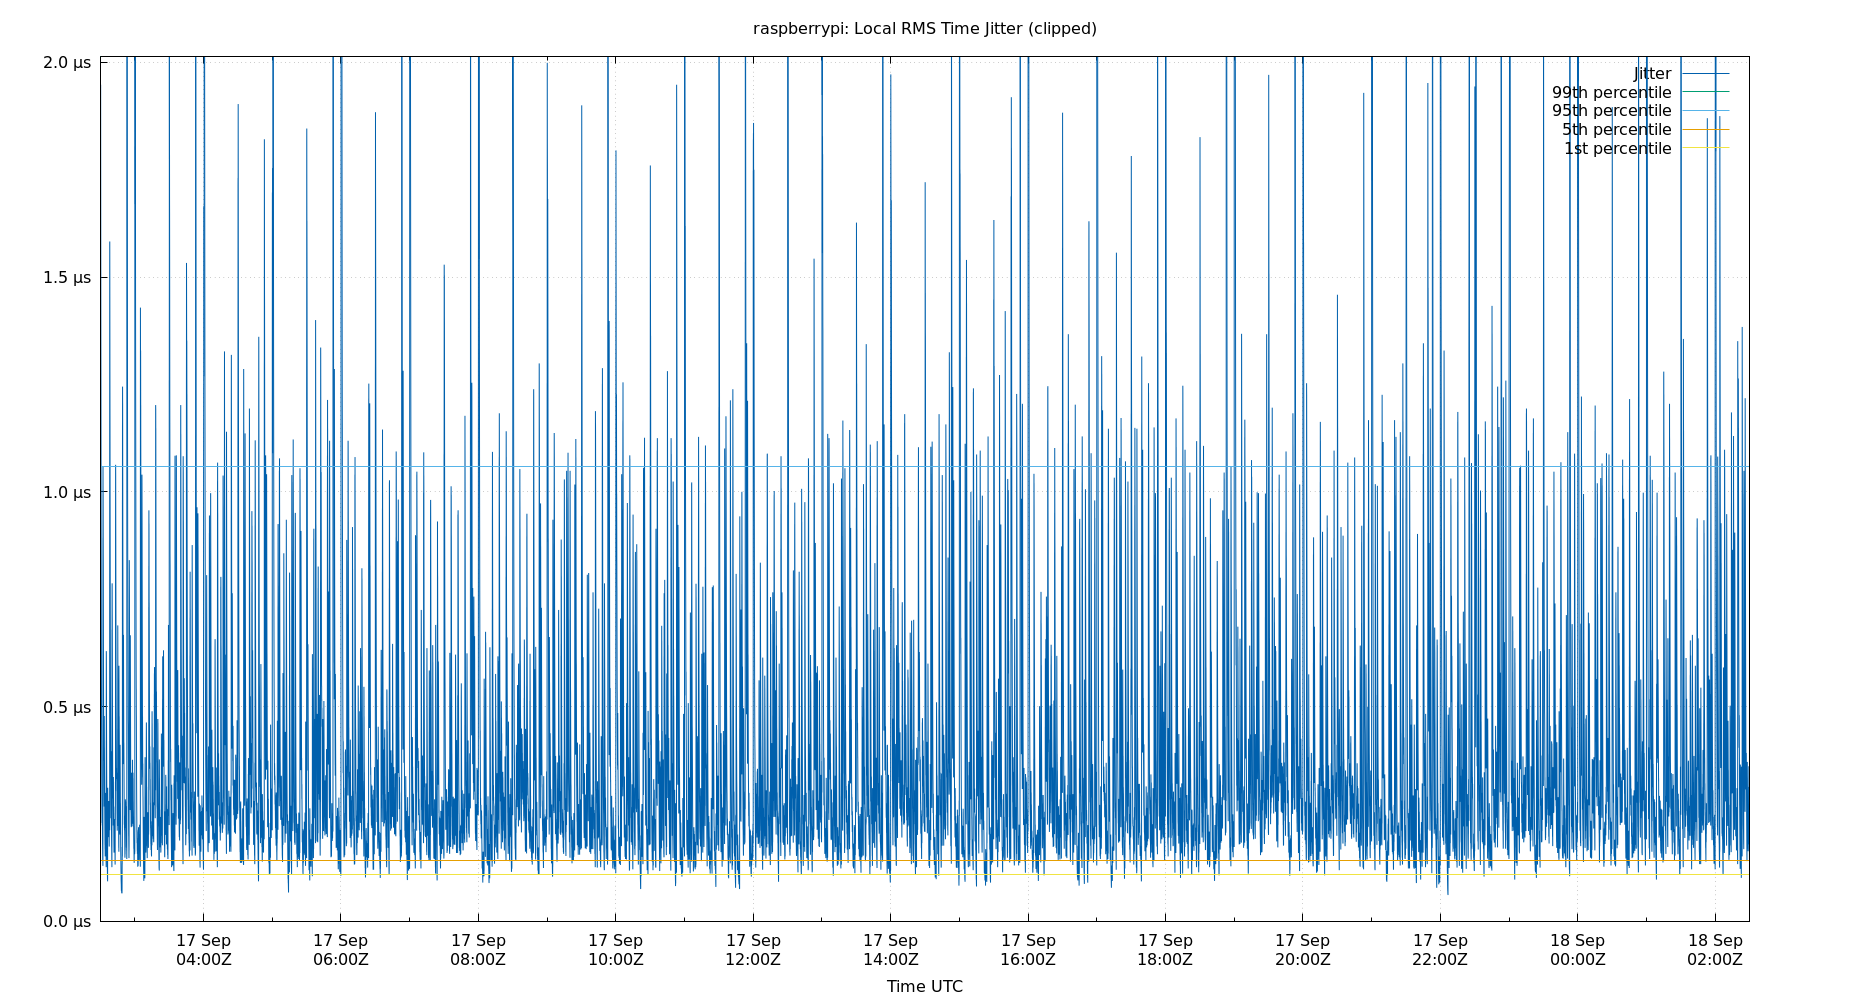 raspberrypi: Local RMS Time Jitter (clipped)
2.0 µs
1.5 µs
1.0 µs
0.5 µs
0.0 µs
Jitter
99th percentile
95th percentile
5th percentile
1st percentile
17 Sep 17 Sep 17 Sep 17 Sep 17 Sep 17 Sep 17 Sep 17 Sep 17 Sep 17 Sep 18 Sep 18 Sep
04:00Z 06:00Z 08:00Z 10:00Z 12:00Z 14:00Z 16:00Z 18:00Z 20:00Z 22:00Z 00:00Z 02:00Z
Time UTC